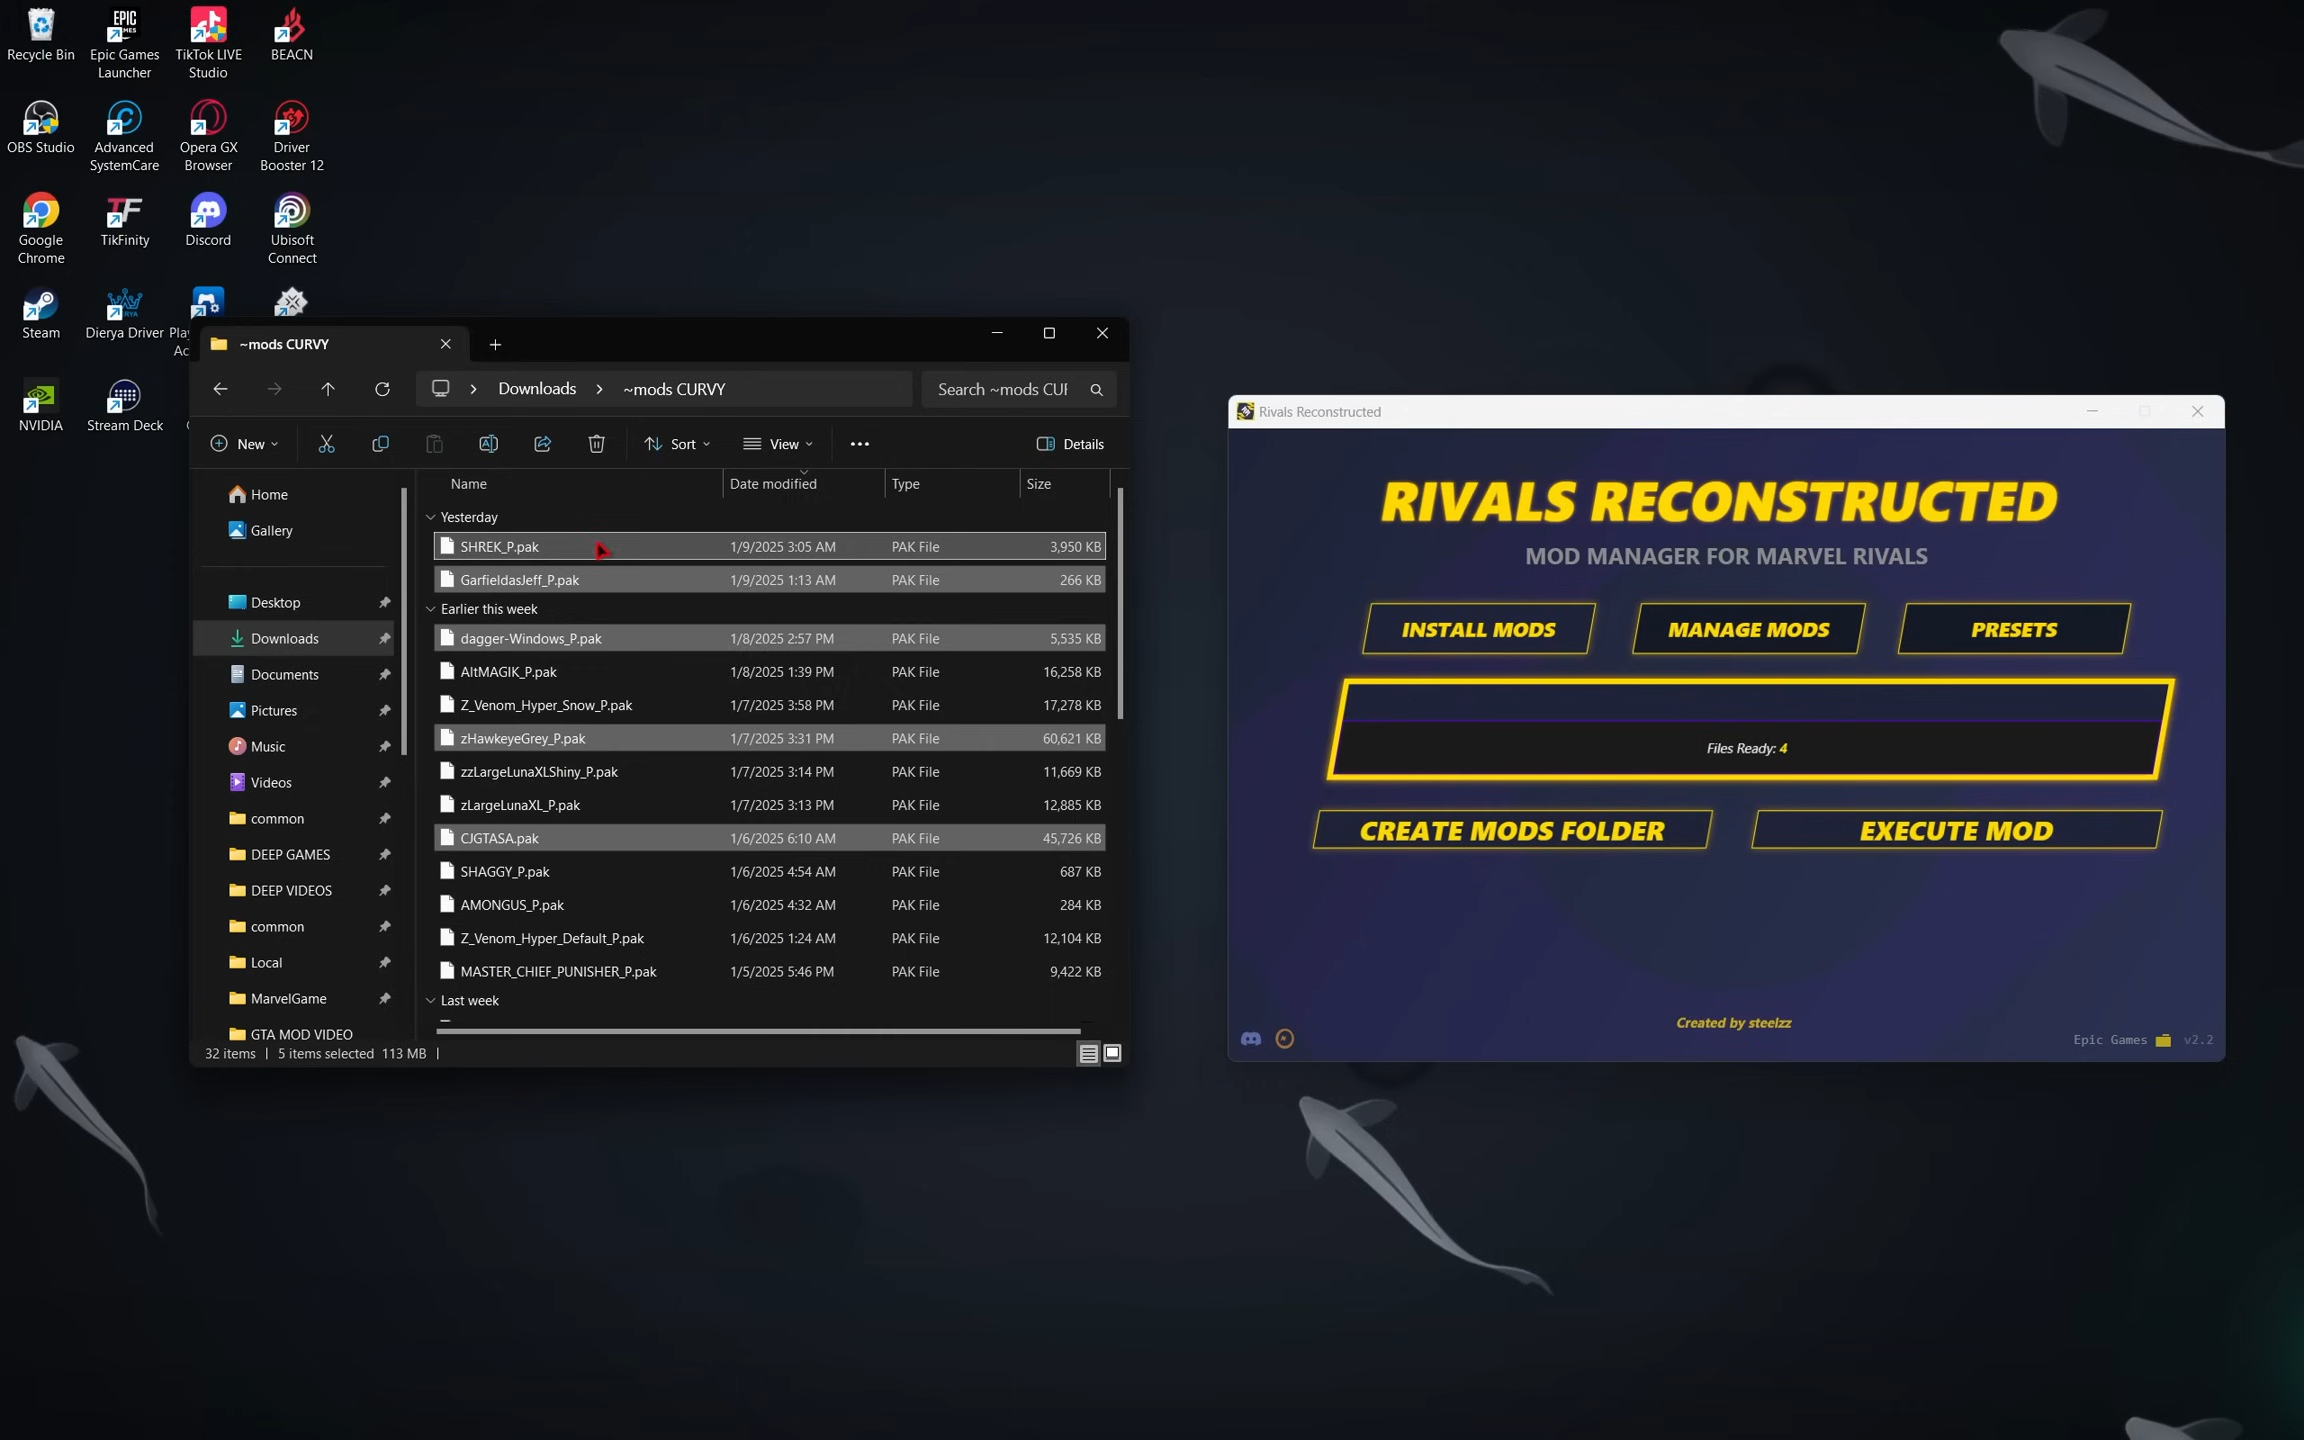 Recycle Bin
Epic Games Launcher
TikTok LIVE Studio
BEACN
OBS Studio
Advanced SystemCare
Opera GX Browser
Driver Booster 12
Google Chrome
TikFinity
Discord
Ubisoft Connect
Steam
Dierya Driver
NVIDIA
Stream Deck
~mods CURVY
Downloads > ~mods CURVY
Search ~mods CUF
New
Sort
View
Details
Home
Gallery
Desktop
Downloads
Documents
Pictures
Music
Videos
common
DEEP GAMES
DEEP VIDEOS
common
Local
MarvelGame
GTA MOD VIDEO
Name Date modified Type Size
Yesterday
SHREK_P.pak 1/9/2025 3:05 AM PAK File 3,950 KB
GarfieldasJeff_P.pak 1/9/2025 1:13 AM PAK File 266 KB
Earlier this week
dagger-Windows_P.pak 1/8/2025 2:57 PM PAK File 5,535 KB
AltMAGIK_P.pak 1/8/2025 1:39 PM PAK File 16,258 KB
Z_Venom_Hyper_Snow_P.pak 1/7/2025 3:58 PM PAK File 17,278 KB
zHawkeyeGrey_P.pak 1/7/2025 3:31 PM PAK File 60,621 KB
zzLargeLunaXLShiny_P.pak 1/7/2025 3:14 PM PAK File 11,669 KB
zLargeLunaXL_P.pak 1/7/2025 3:13 PM PAK File 12,885 KB
CJGTASA.pak 1/6/2025 6:10 AM PAK File 45,726 KB
SHAGGY_P.pak 1/6/2025 4:54 AM PAK File 687 KB
AMONGUS_P.pak 1/6/2025 4:32 AM PAK File 284 KB
Z_Venom_Hyper_Default_P.pak 1/6/2025 1:24 AM PAK File 12,104 KB
MASTER_CHIEF_PUNISHER_P.pak 1/5/2025 5:46 PM PAK File 9,422 KB
Last week
32 items | 5 items selected 113 MB |
Rivals Reconstructed
RIVALS RECONSTRUCTED
MOD MANAGER FOR MARVEL RIVALS
INSTALL MODS
MANAGE MODS
PRESETS
Files Ready: 4
CREATE MODS FOLDER
EXECUTE MOD
Created by steelzz
Epic Games v2.2